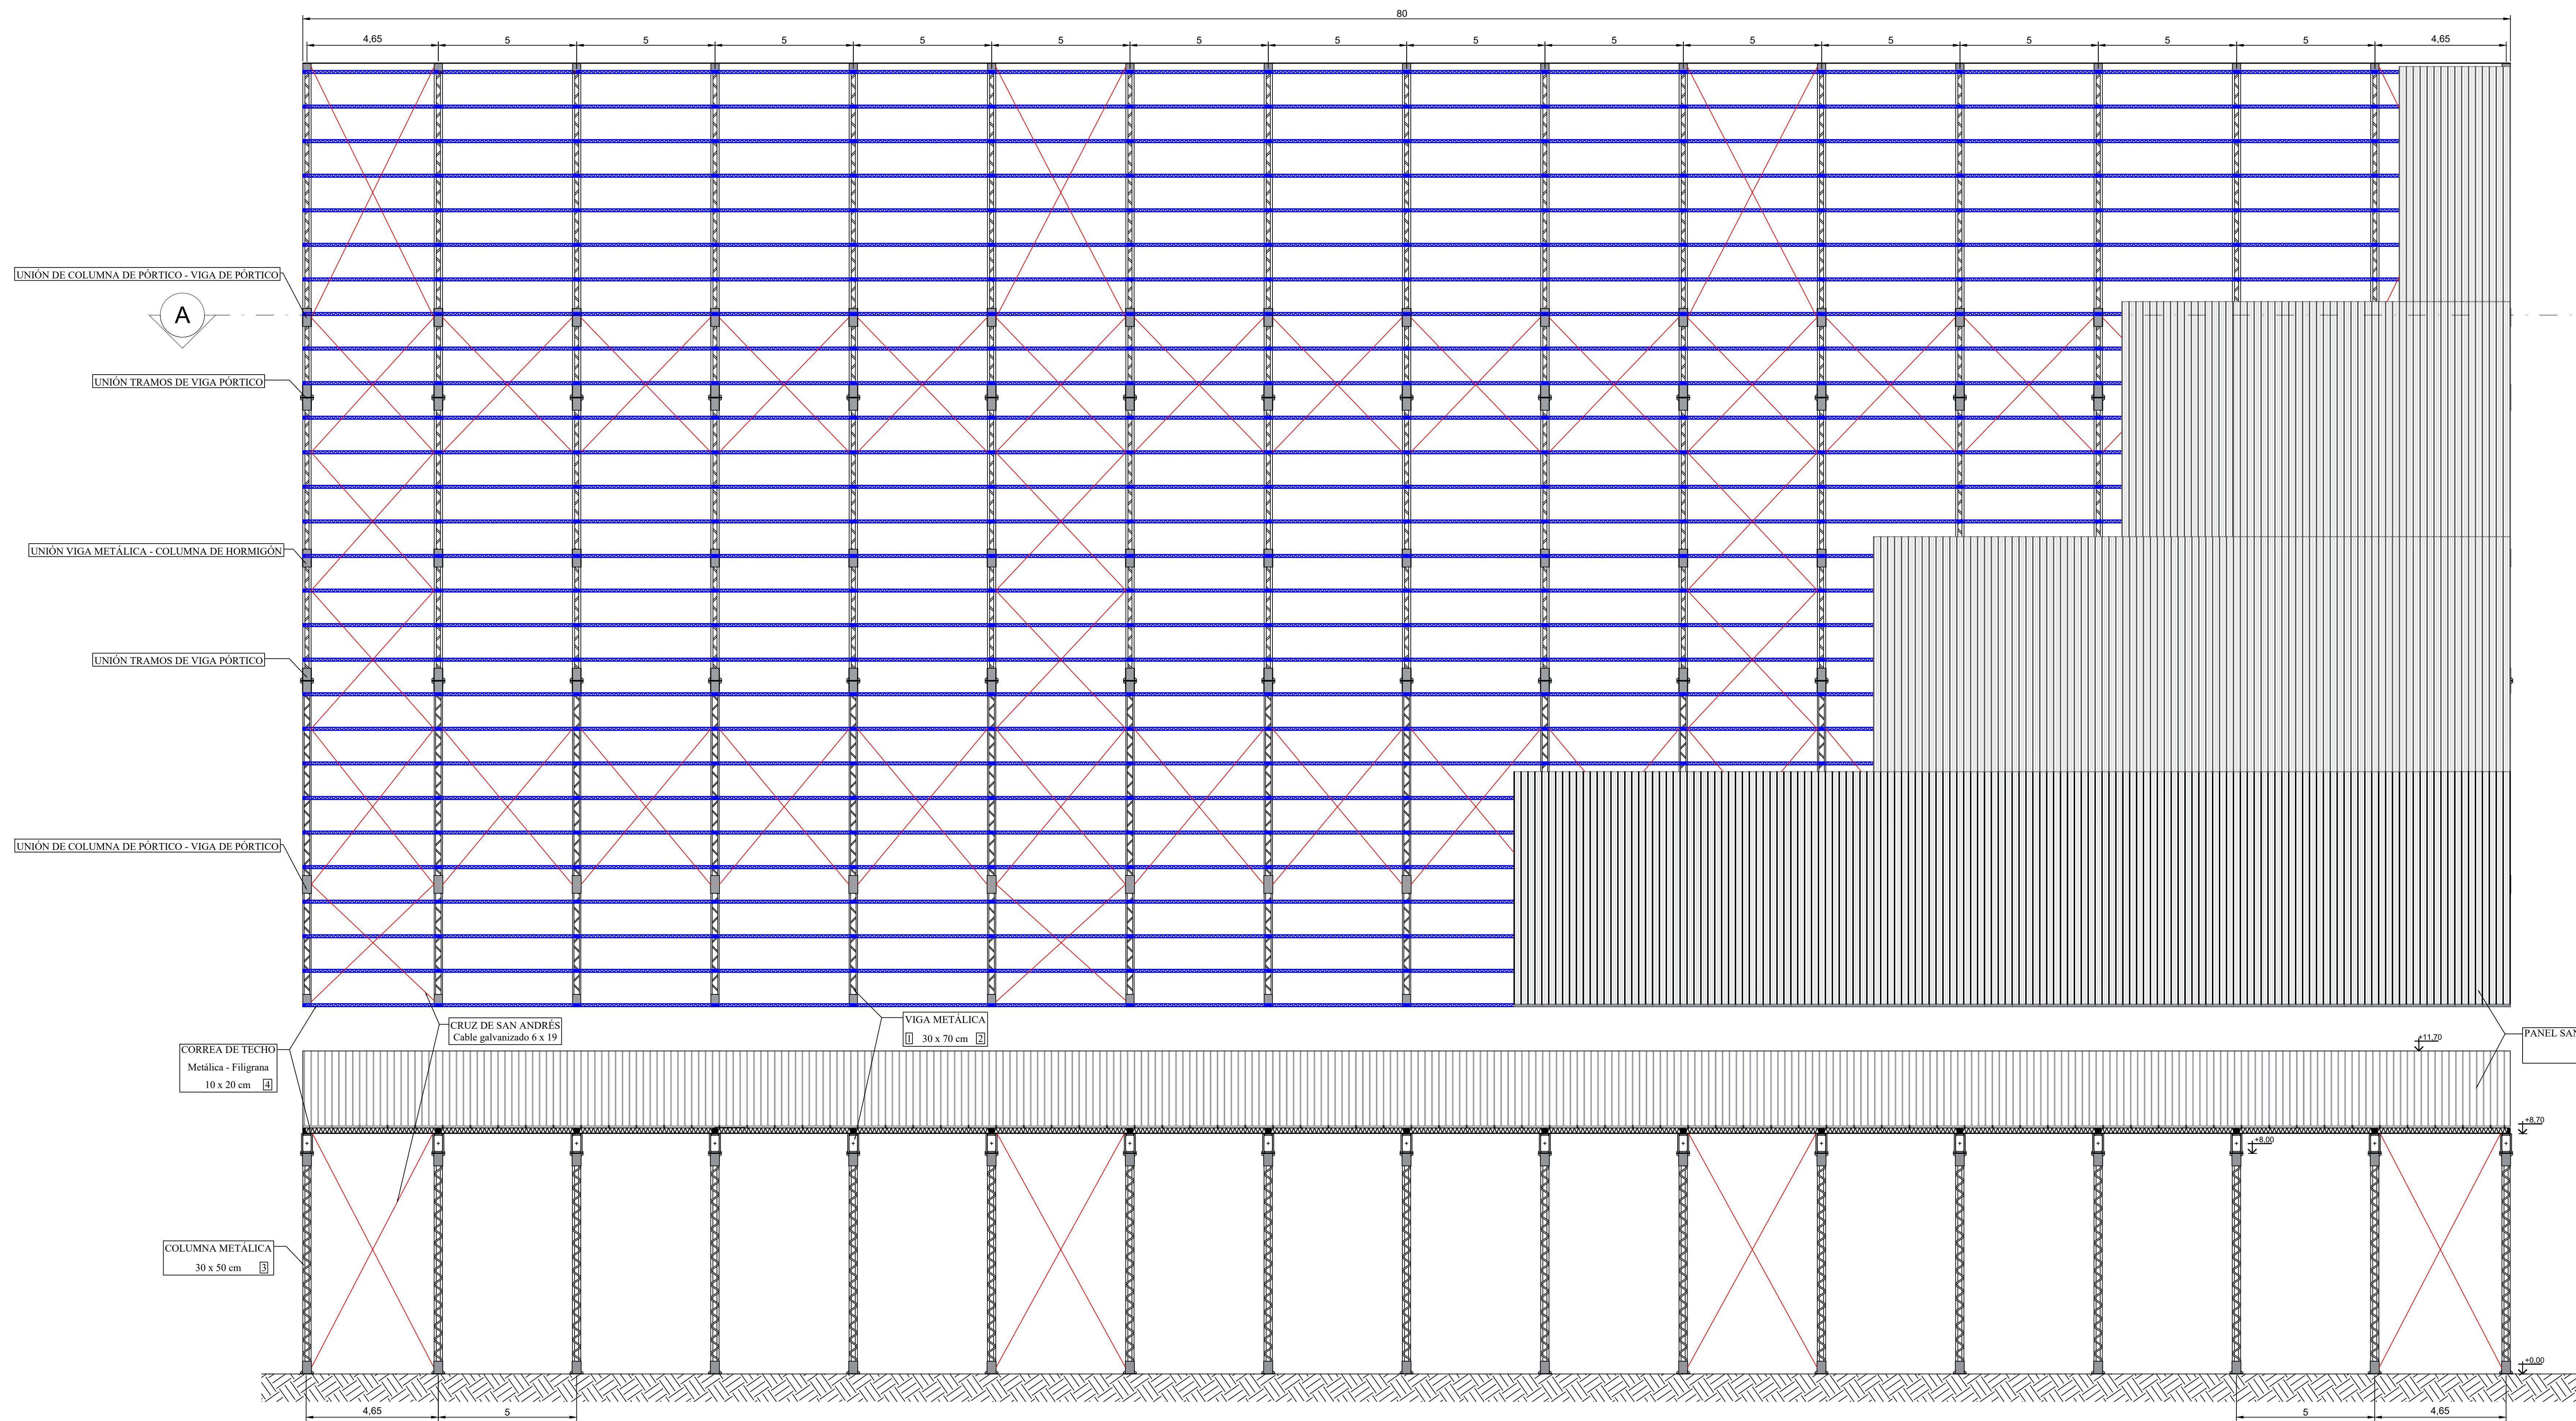 80
4,65 5 5 5 5 5 5 5 5 5 5 5 5 5 5 4,65
UNIÓN DE COLUMNA DE PÓRTICO - VIGA DE PÓRTICO
A
UNIÓN TRAMOS DE VIGA PÓRTICO
UNIÓN VIGA METÁLICA - COLUMNA DE HORMIGÓN
UNIÓN TRAMOS DE VIGA PÓRTICO
UNIÓN DE COLUMNA DE PÓRTICO - VIGA DE PÓRTICO
CRUZ DE SAN ANDRÉS
Cable galvanizado 6 x 19
VIGA METÁLICA
1 30 x 70 cm 2
PANEL SAN
CORREA DE TECHO
Metálica - Filigrana
10 x 20 cm 4
+11,70
+8,70
+8,00
COLUMNA METÁLICA
30 x 50 cm 3
+0,00
4,65 5 5 4,65